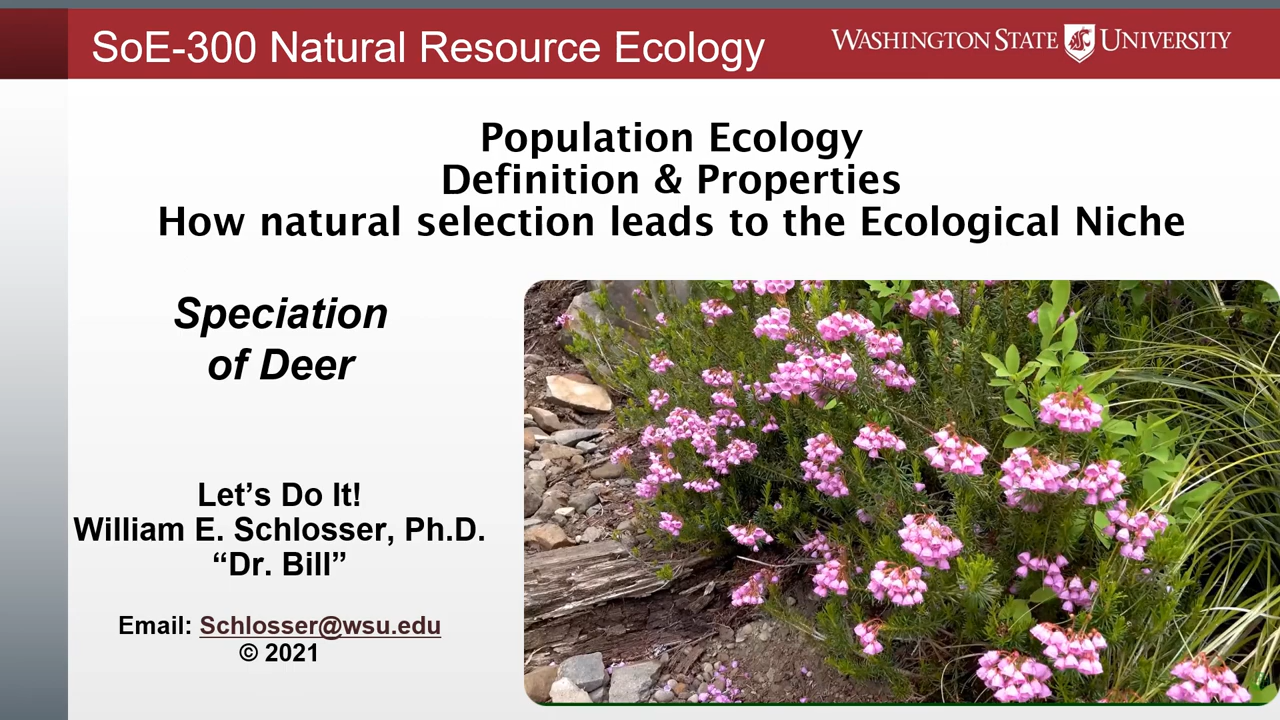 SoE-300 Natural Resource Ecology
WASHINGTON STATE UNIVERSITY
Population Ecology
Definition & Properties
How natural selection leads to the Ecological Niche
Speciation
of Deer
Let’s Do It!
William E. Schlosser, Ph.D.
“Dr. Bill”
Email: Schlosser@wsu.edu
© 2021